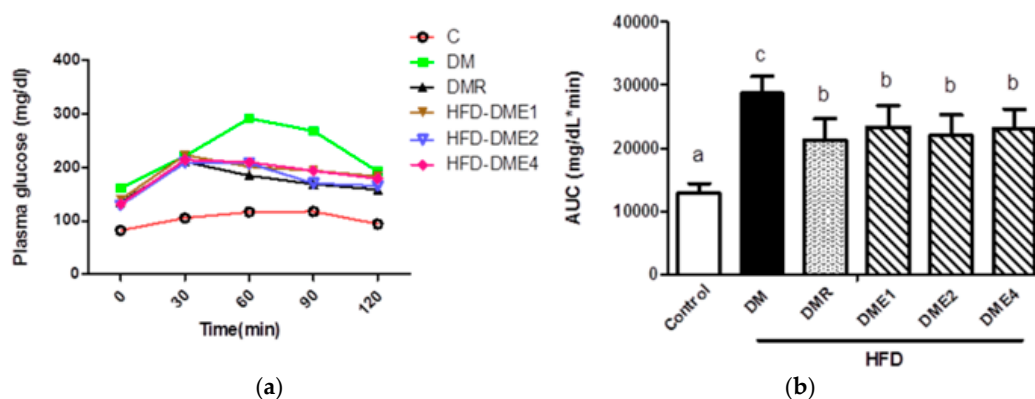 C
DM
DMR
HFD-DME1
HFD-DME2
HFD-DME4
Plasma glucose (mg/dl)
400
300
200
100
0
0 30 60 90 120
Time(min)
(a)
AUC (mg/dL*min)
40000
30000
20000
10000
0
a c b b b b
Control DM DMR DME1 DME2 DME4
HFD
(b)